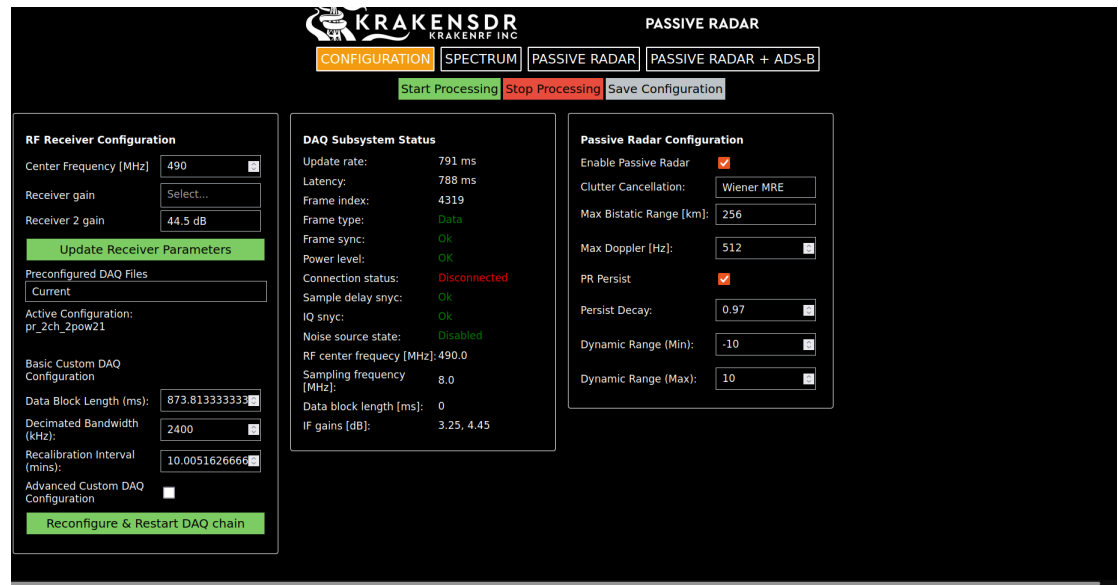 KRAKENSDR
KRAKENRF INC
PASSIVE RADAR
CONFIGURATION SPECTRUM PASSIVE RADAR PASSIVE RADAR + ADS-B
Start Processing Stop Processing Save Configuration
RF Receiver Configuration
Center Frequency [MHz] 490
Receiver gain Select...
Receiver 2 gain 44.5 dB
Update Receiver Parameters
Preconfigured DAQ Files
Current
Active Configuration:
pr_2ch_2pow21
Basic Custom DAQ
Configuration
Data Block Length (ms): 873.813333333
Decimated Bandwidth
(kHz): 2400
Recalibration Interval
(mins): 10.0051626666
Advanced Custom DAQ
Configuration
Reconfigure & Restart DAQ chain
DAQ Subsystem Status
Update rate: 791 ms
Latency: 788 ms
Frame index: 4319
Frame type: Data
Frame sync: Ok
Power level: OK
Connection status: Disconnected
Sample delay snyc: Ok
IQ snyc: Ok
Noise source state: Disabled
RF center frequecy [MHz]: 490.0
Sampling frequency
[MHz]: 8.0
Data block length [ms]: 0
IF gains [dB]: 3.25, 4.45
Passive Radar Configuration
Enable Passive Radar
Clutter Cancellation: Wiener MRE
Max Bistatic Range [km]: 256
Max Doppler [Hz]: 512
PR Persist
Persist Decay: 0.97
Dynamic Range (Min): -10
Dynamic Range (Max): 10